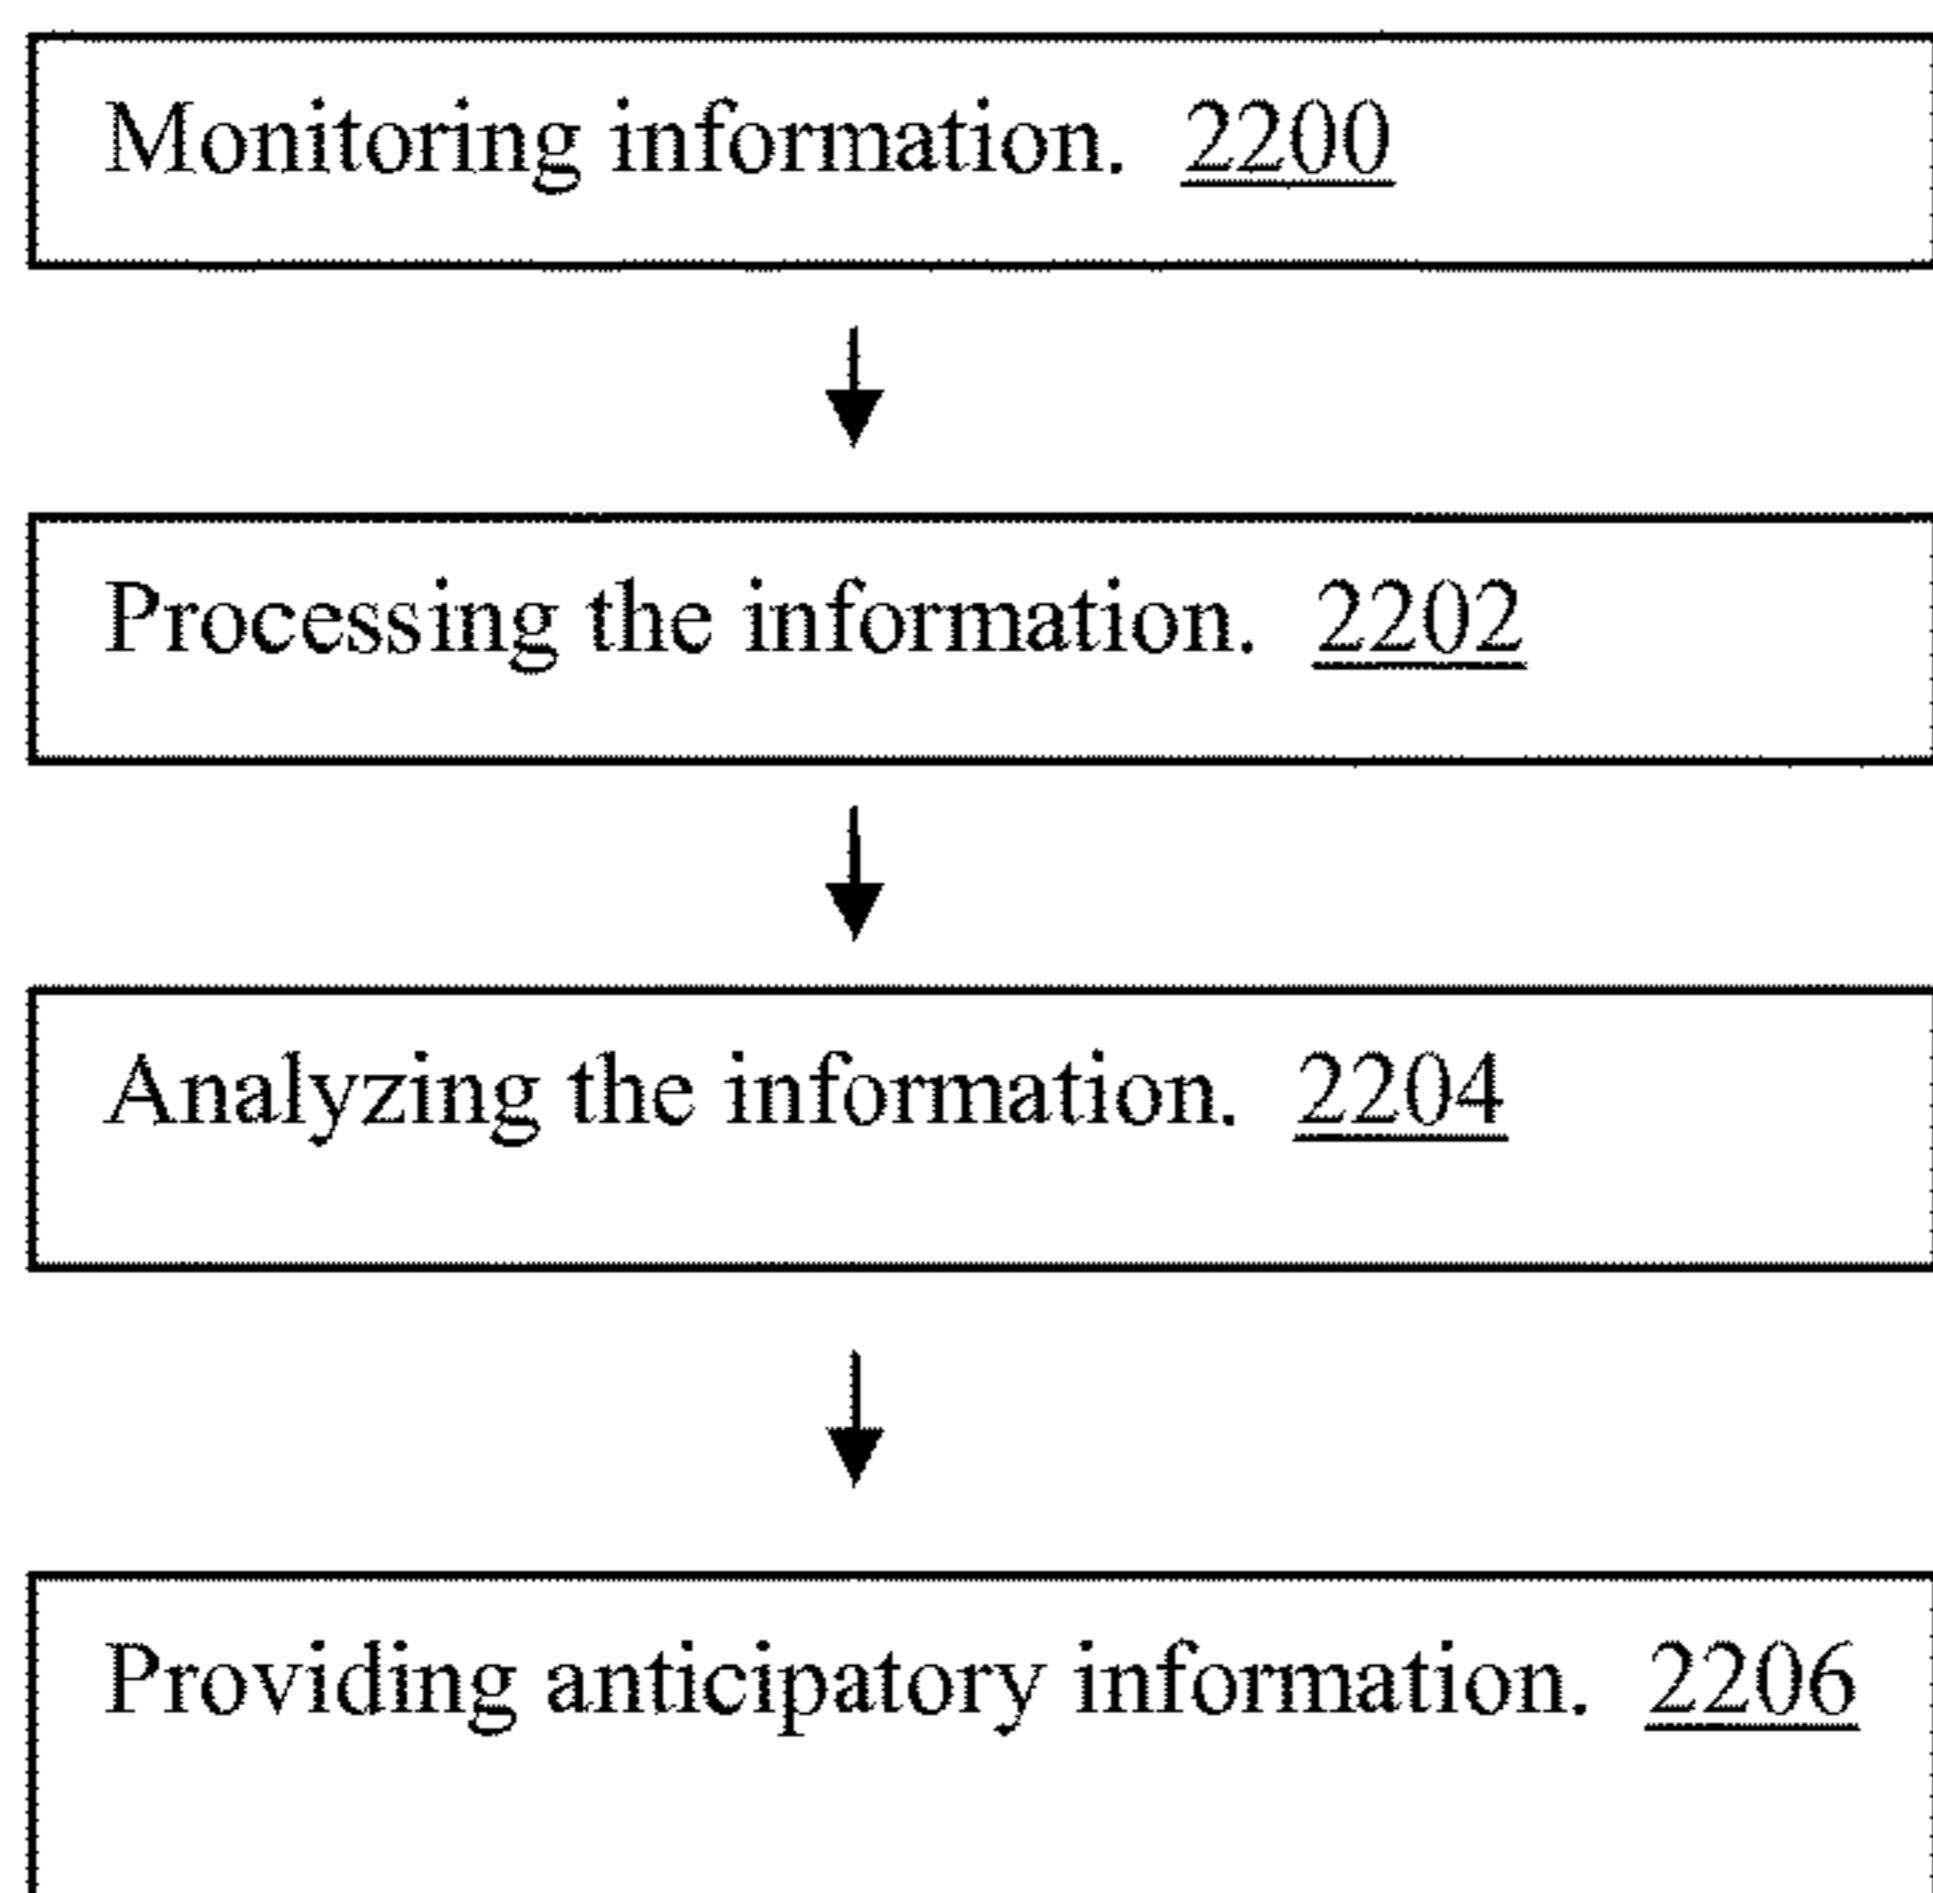 Monitoring information. 2200
Processing the information. 2202
Analyzing the information. 2204
Providing anticipatory information. 2206